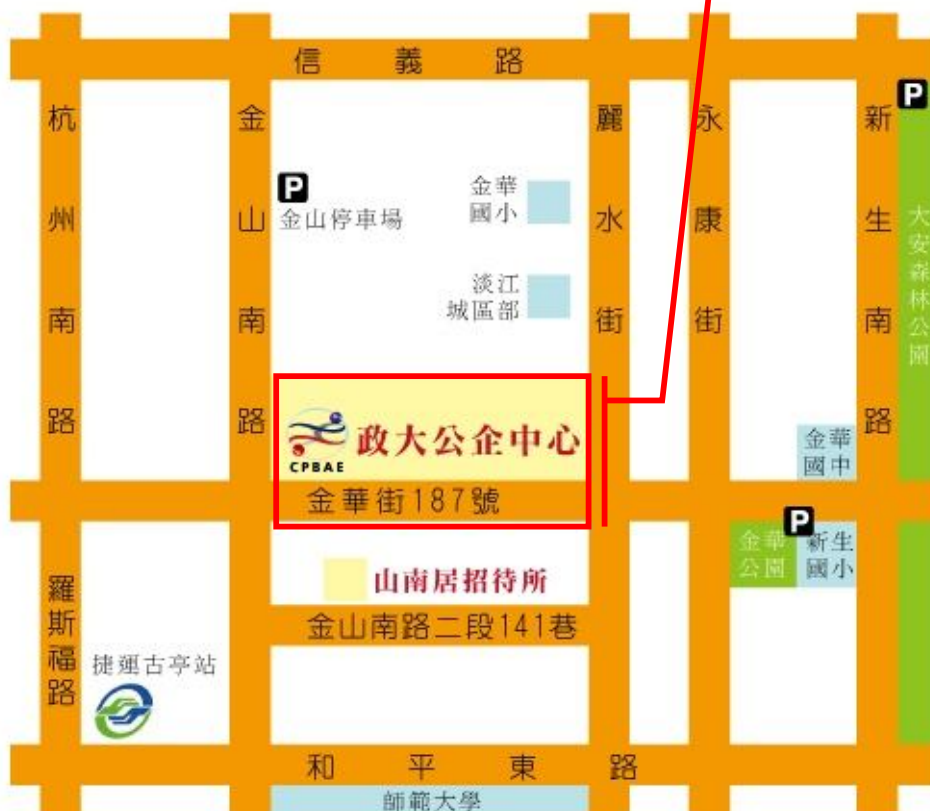 信義路
杭州南路
金山南路
麗水街
永康街
新生南路
P
P
金山停車場
金華
國小
淡江
城區部
大安森林公園
CPBAE
政大公企中心
金華街187號
金華
國中
P
金華
公園
新生
國小
山南居招待所
金山南路二段141巷
羅斯福路
捷運古亭站
和平東路
師範大學